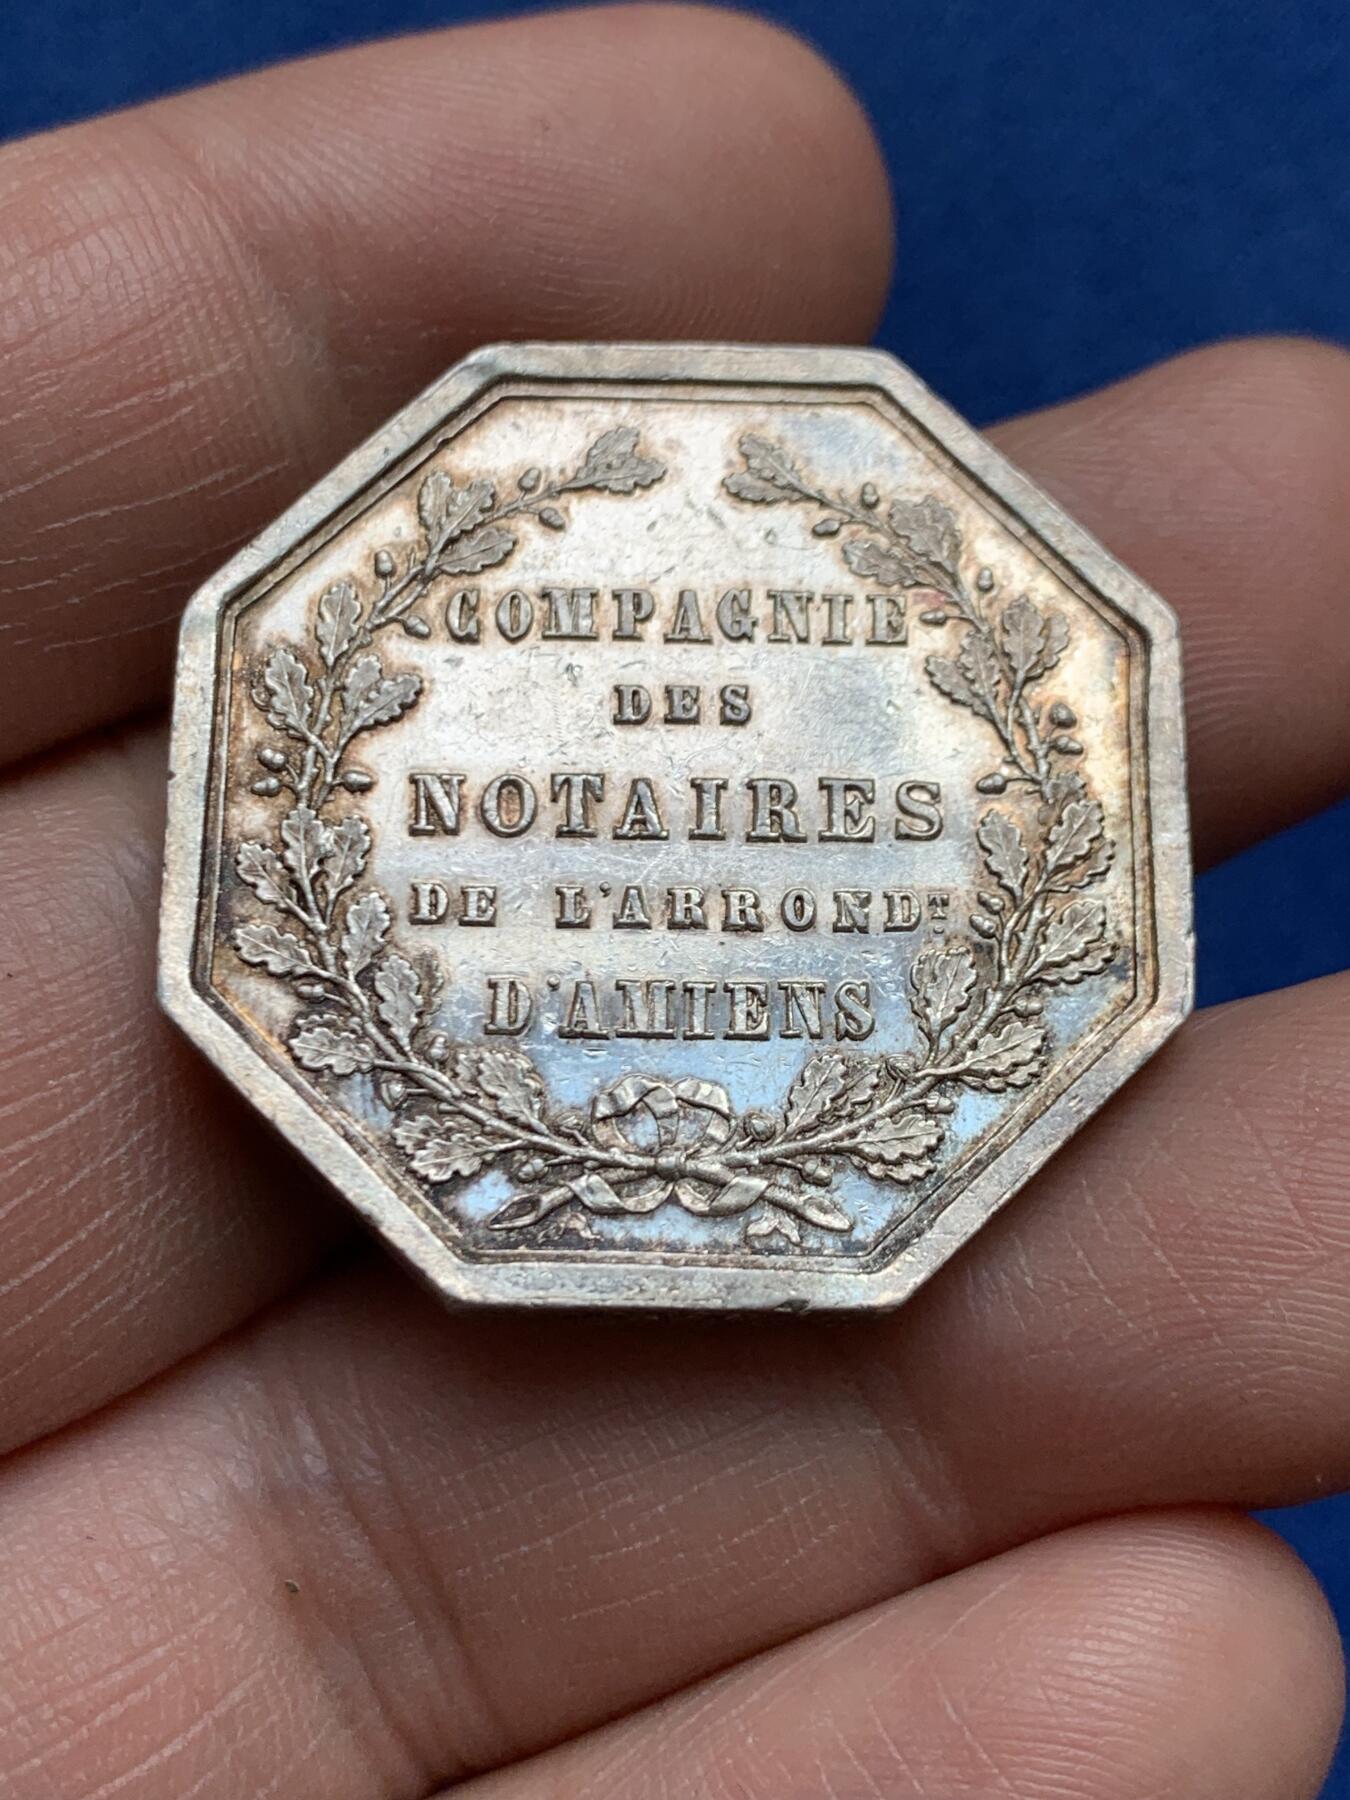 COMPAGNIE
DES
NOTAIRES
DE L'ARRONDT.
D'AMIENS